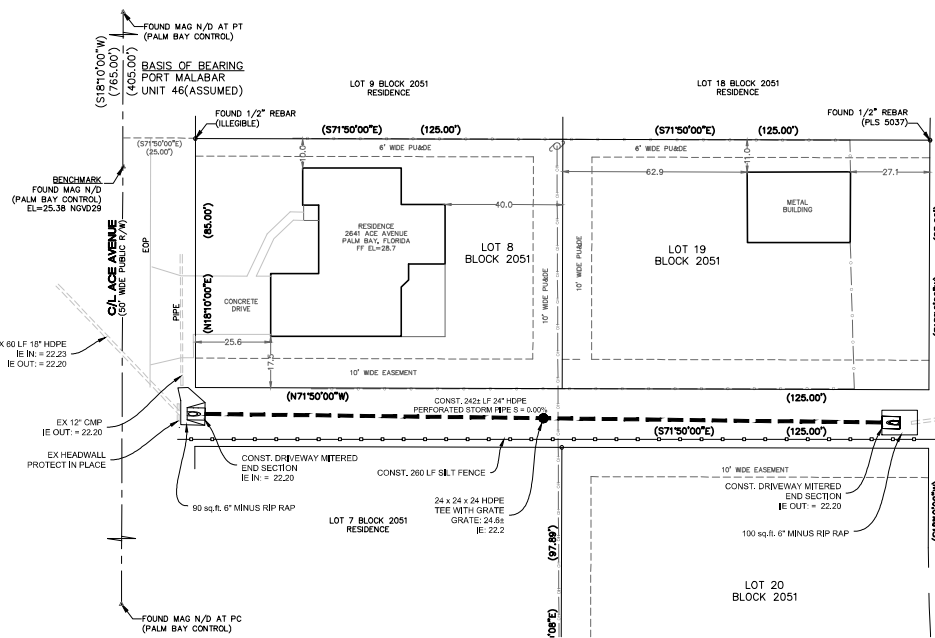 FOUND MAG N/D AT PT
(PALM BAY CONTROL)
(S18°10'00"W)
(765.00')
(405.00')
BASIS OF BEARING
PORT MALABAR
UNIT 46(ASSUMED)
LOT 9 BLOCK 2051
RESIDENCE
LOT 18 BLOCK 2051
RESIDENCE
FOUND 1/2" REBAR
(ILLEGIBLE)
FOUND 1/2" REBAR
(PLS 5037)
(S71°50'00"E) (125.00')
(S71°50'00"E) (125.00')
(S71°50'00"E)
(25.00')
6' WIDE PU&DE
6' WIDE PU&DE
10.0
11.0
BENCHMARK
FOUND MAG N/D
(PALM BAY CONTROL)
EL=25.38 NGVD29
62.9
27.1
40.0
METAL
BUILDING
RESIDENCE
2641 ACE AVENUE
PALM BAY, FLORIDA
FF EL=28.7
(85.00')
LOT 8
BLOCK 2051
LOT 19
BLOCK 2051
C/L ACE AVENUE
(50' WIDE PUBLIC R/W)
EOP
PIPE
(N18°10'00"E)
10' WIDE PU&DE
10' WIDE PU&DE
CONCRETE
DRIVE
25.6
17.5
EX 60 LF 18" HDPE
IE IN: = 22.23
IE OUT: = 22.20
10' WIDE EASEMENT
(N71°50'00"W)
(125.00')
(125.00')
CONST. 242± LF 24" HDPE
PERFORATED STORM PIPE S = 0.00%
EX 12" CMP
IE OUT: = 22.20
(S71°50'00"E) (125.00')
EX HEADWALL
PROTECT IN PLACE
CONST. DRIVEWAY MITERED
END SECTION
IE IN: = 22.20
CONST. 260 LF SILT FENCE
10' WIDE EASEMENT
CONST. DRIVEWAY MITERED
END SECTION
IE OUT: = 22.20
90 sq.ft. 6" MINUS RIP RAP
24 x 24 x 24 HDPE
TEE WITH GRATE
GRATE: 24.6±
IE: 22.2
LOT 7 BLOCK 2051
RESIDENCE
100 sq.ft. 6" MINUS RIP RAP
(97.89')
LOT 20
BLOCK 2051
08"E)
FOUND MAG N/D AT PC
(PALM BAY CONTROL)